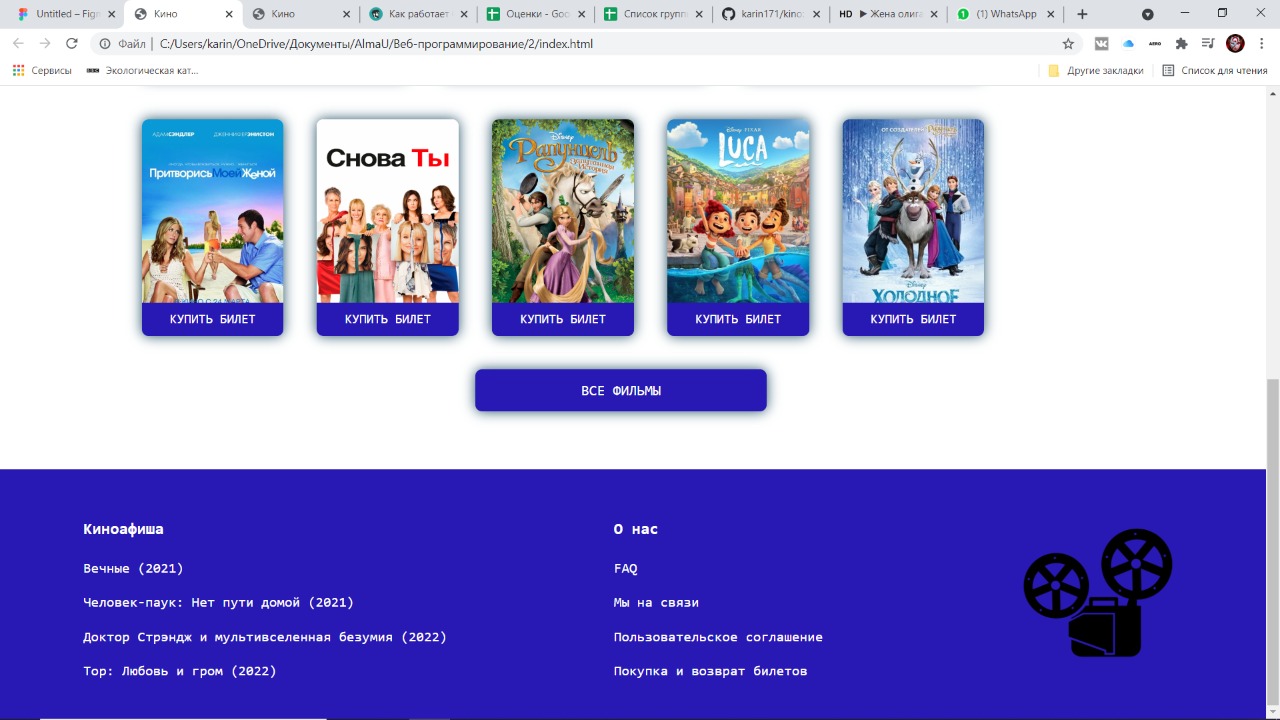 Untitled – Fig
Кино
Кино
Как работает
Оценки - Goo
Список групп
karin171/kino:
HD ▶ Жена олига
(1) WhatsApp
Файл | C:/Users/karin/OneDrive/Документы/AlmaU/Веб-программирование/2/index.html
Сервисы
BBC Экологическая кат...
Другие закладки
Список для чтения
АДАМ СЭНДЛЕР ДЖЕННИФЕР ЭНИСТОН
Притворись Моей Женой
КУПИТЬ БИЛЕТ
Снова Ты
КУПИТЬ БИЛЕТ
Disney
Рапунцель
КУПИТЬ БИЛЕТ
Disney PIXAR
LUCA
КУПИТЬ БИЛЕТ
ОТ СОЗДАТЕЛЕЙ
Disney
ХОЛОДНОЕ
КУПИТЬ БИЛЕТ
ВСЕ ФИЛЬМЫ
Киноафиша
Вечные (2021)
Человек-паук: Нет пути домой (2021)
Доктор Стрэндж и мультивселенная безумия (2022)
Тор: Любовь и гром (2022)
О нас
FAQ
Мы на связи
Пользовательское соглашение
Покупка и возврат билетов